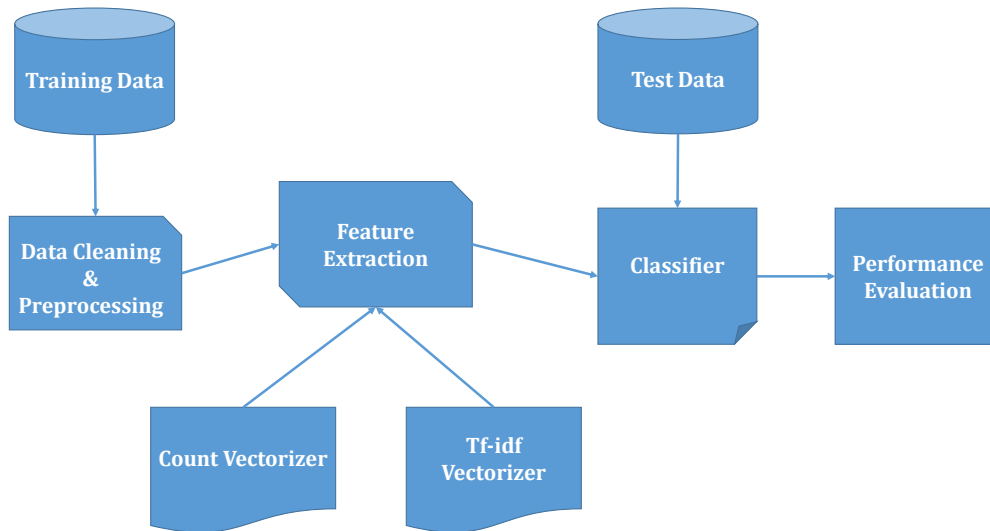 Training Data
Test Data
Data Cleaning
&
Preprocessing
Feature
Extraction
Classifier
Performance
Evaluation
Count Vectorizer
Tf-idf
Vectorizer